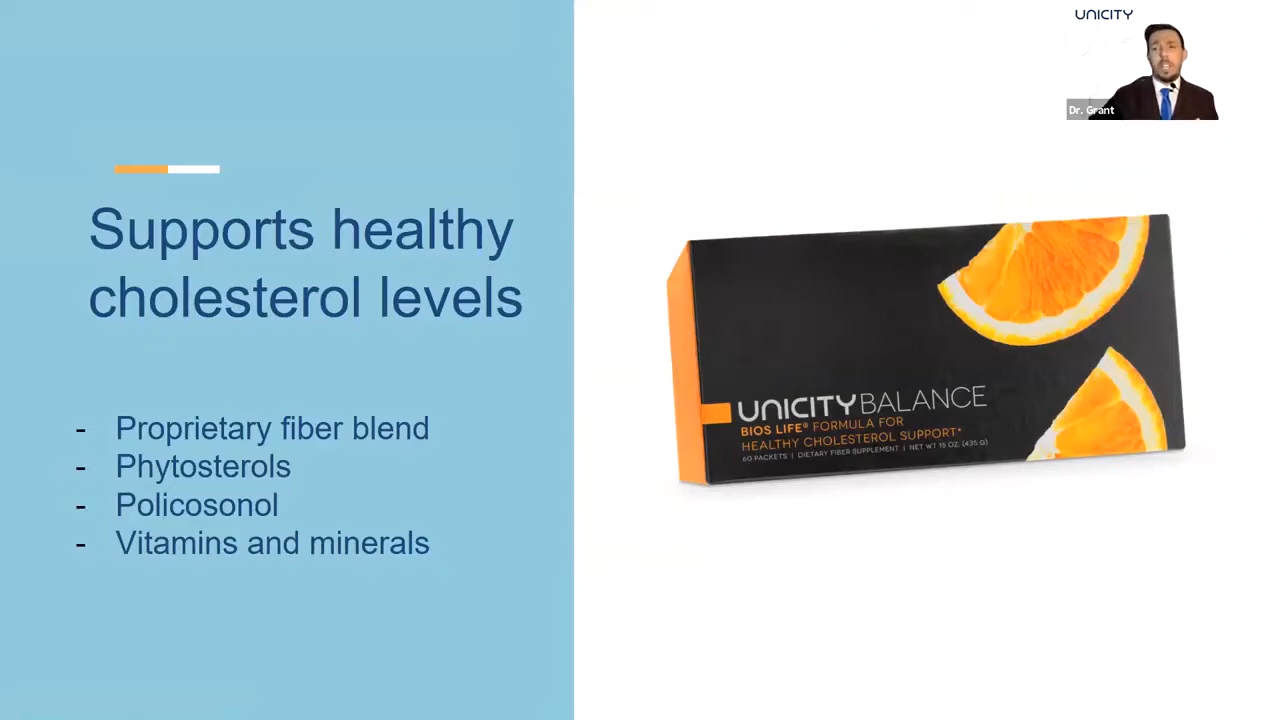 UNICITY
Dr. Grant
Supports healthy
cholesterol levels
- Proprietary fiber blend
- Phytosterols
- Policosonol
- Vitamins and minerals
UNICITY BALANCE
BIOS LIFE® FORMULA FOR
HEALTHY CHOLESTEROL SUPPORT*
60 PACKETS | DIETARY FIBER SUPPLEMENT | NET WT 15 OZ. (435 G)